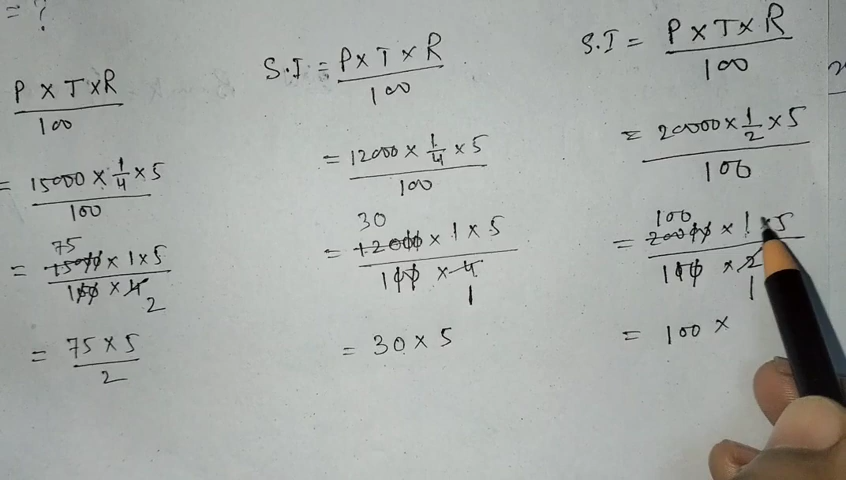 = ?
P × T × R
100
= 15000 × 1/4 × 5
100
75
= 15000 × 1 × 5
100 × 4
2
= 75 × 5
2
S.I = P × T × R
100
= 12000 × 1/4 × 5
100
30
= 12000 × 1 × 5
100 × 4
1
= 30 × 5
S.I = P × T × R
100
= 20000 × 1/2 × 5
100
100
= 20000 × 1 × 5
100 × 2
1
= 100 ×